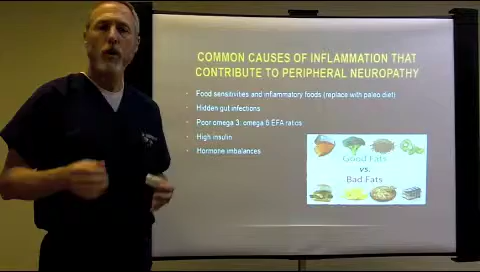 COMMON CAUSES OF INFLAMMATION THAT
CONTRIBUTE TO PERIPHERAL NEUROPATHY
• Food sensitivities and inflammatory foods (replace with paleo diet)
• Hidden gut infections
• Poor omega 3: omega 6 EFA ratios
• High insulin
• Hormone imbalances
Good Fats
vs.
Bad Fats